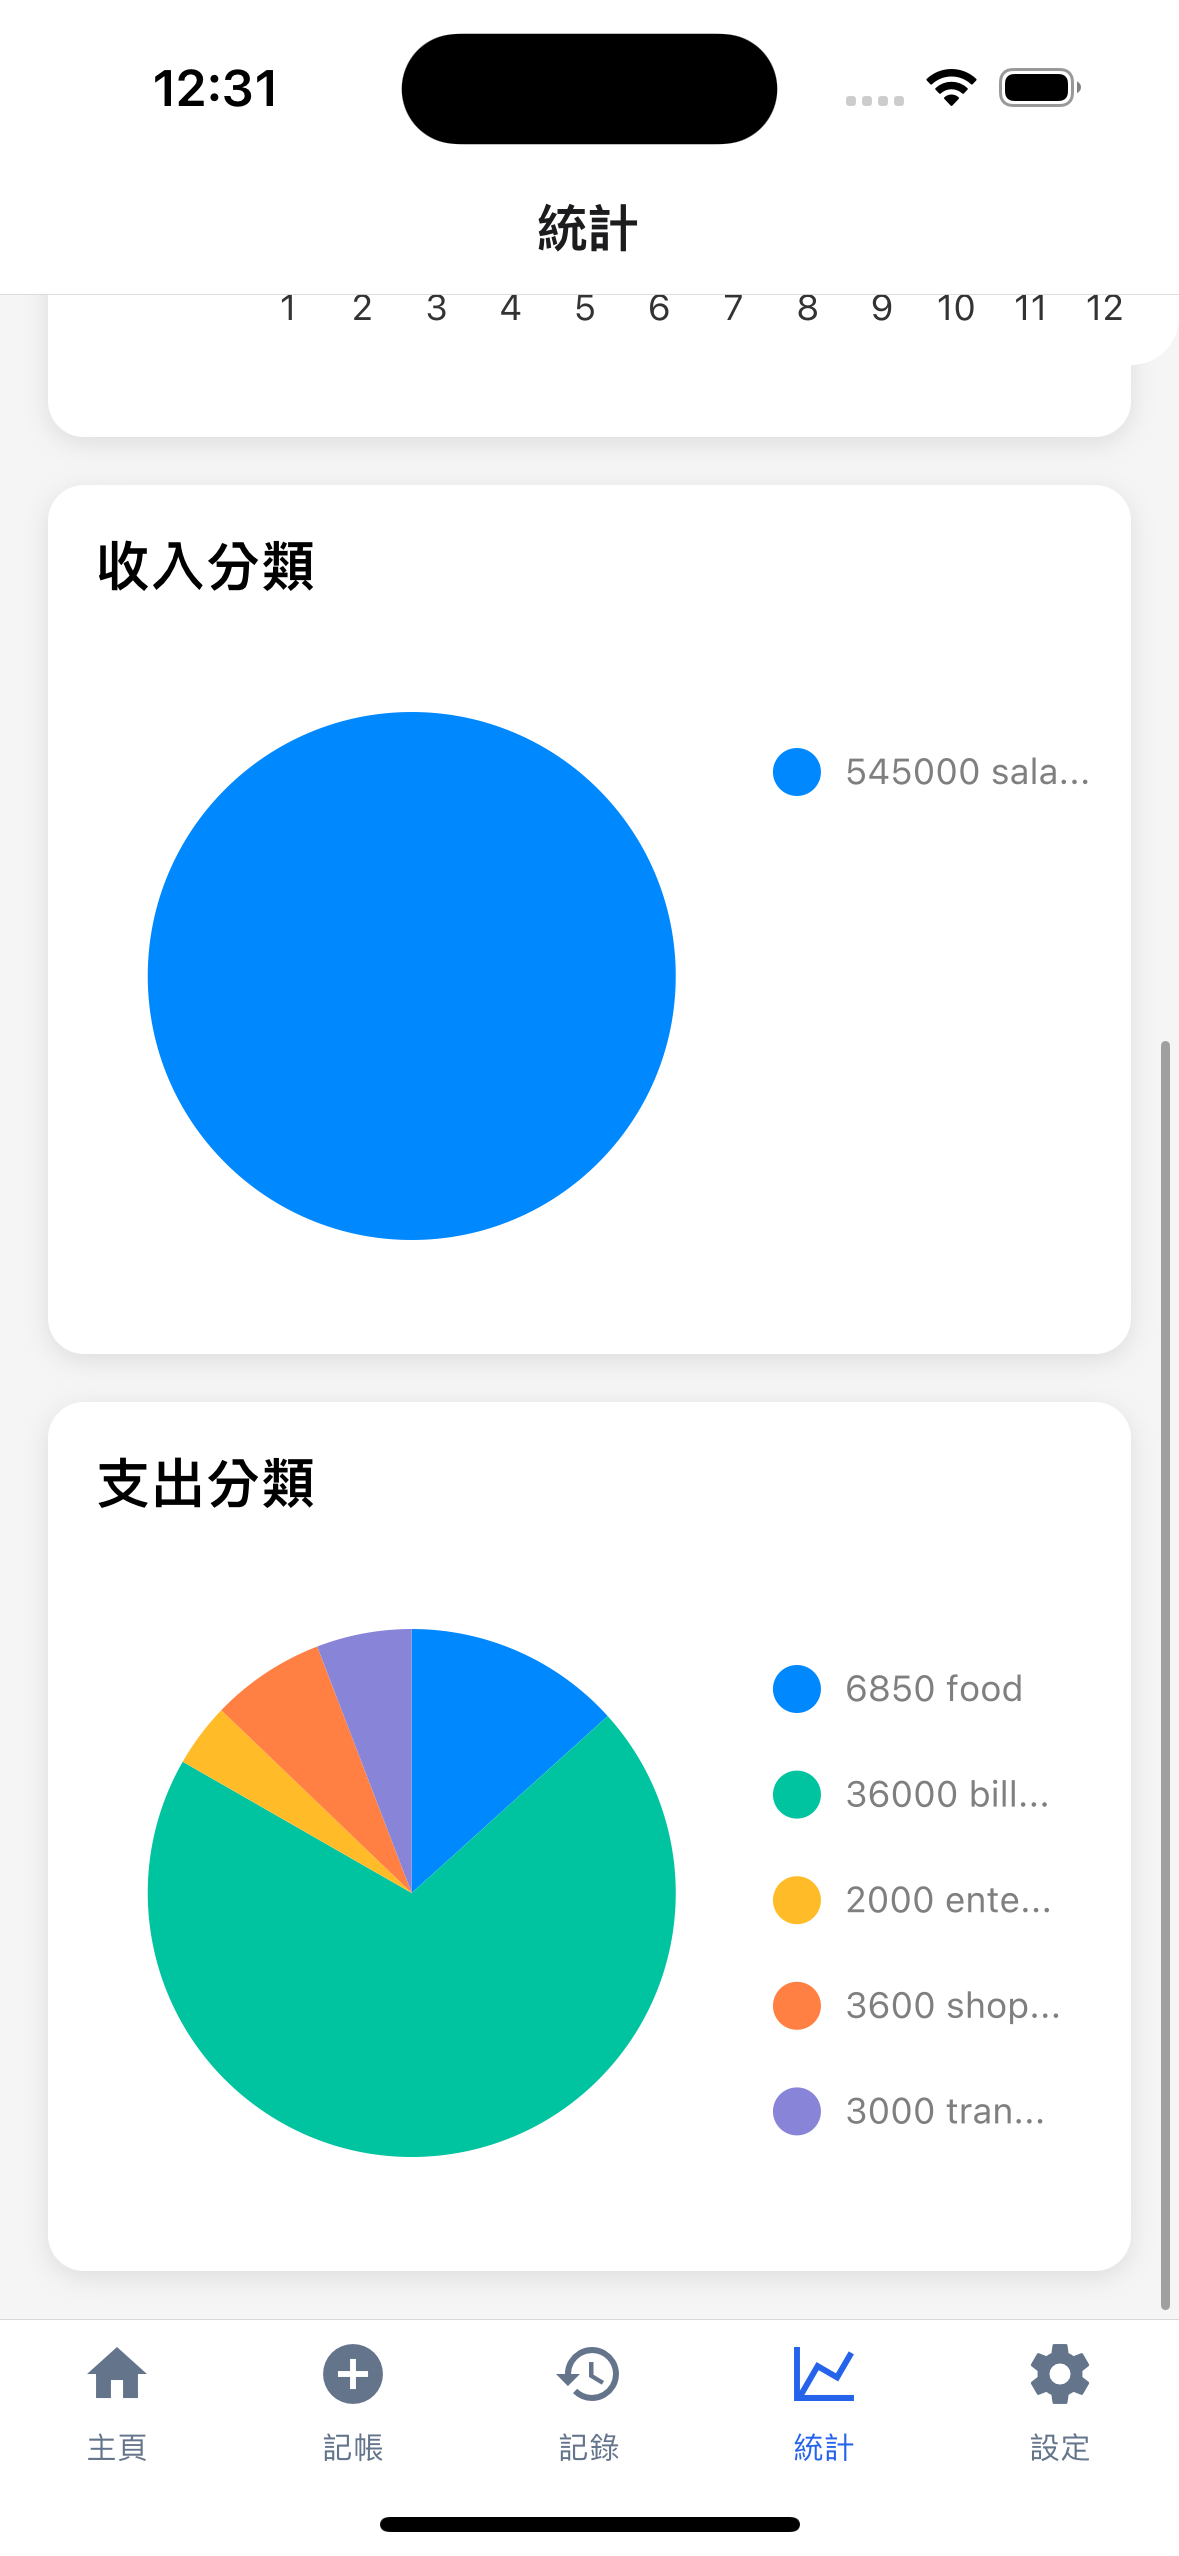 12:31
統計
1 2 3 4 5 6 7 8 9 10 11 12
收入分類
545000 sala...
支出分類
6850 food
36000 bill...
2000 ente...
3600 shop...
3000 tran...
主頁 記帳 記錄 統計 設定